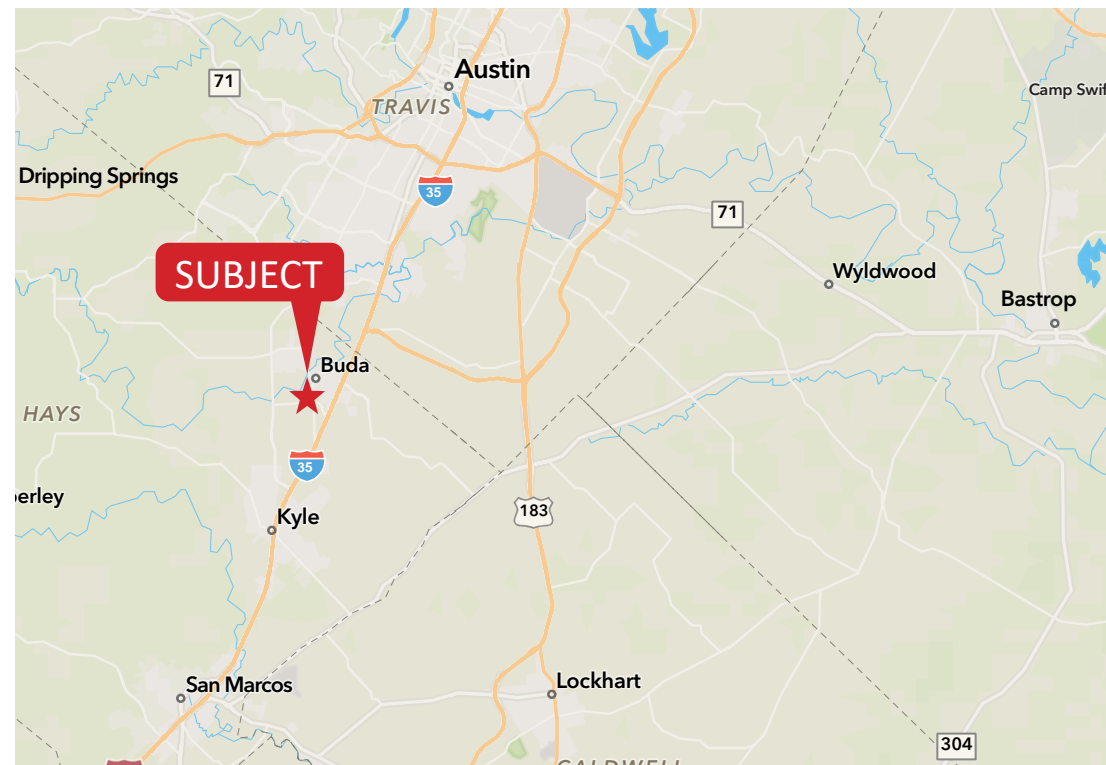 Austin
71
TRAVIS
Camp Swif
Dripping Springs
35
71
SUBJECT
Wyldwood
Bastrop
Buda
HAYS
35
erley
183
Kyle
San Marcos
Lockhart
304
CALDWELL